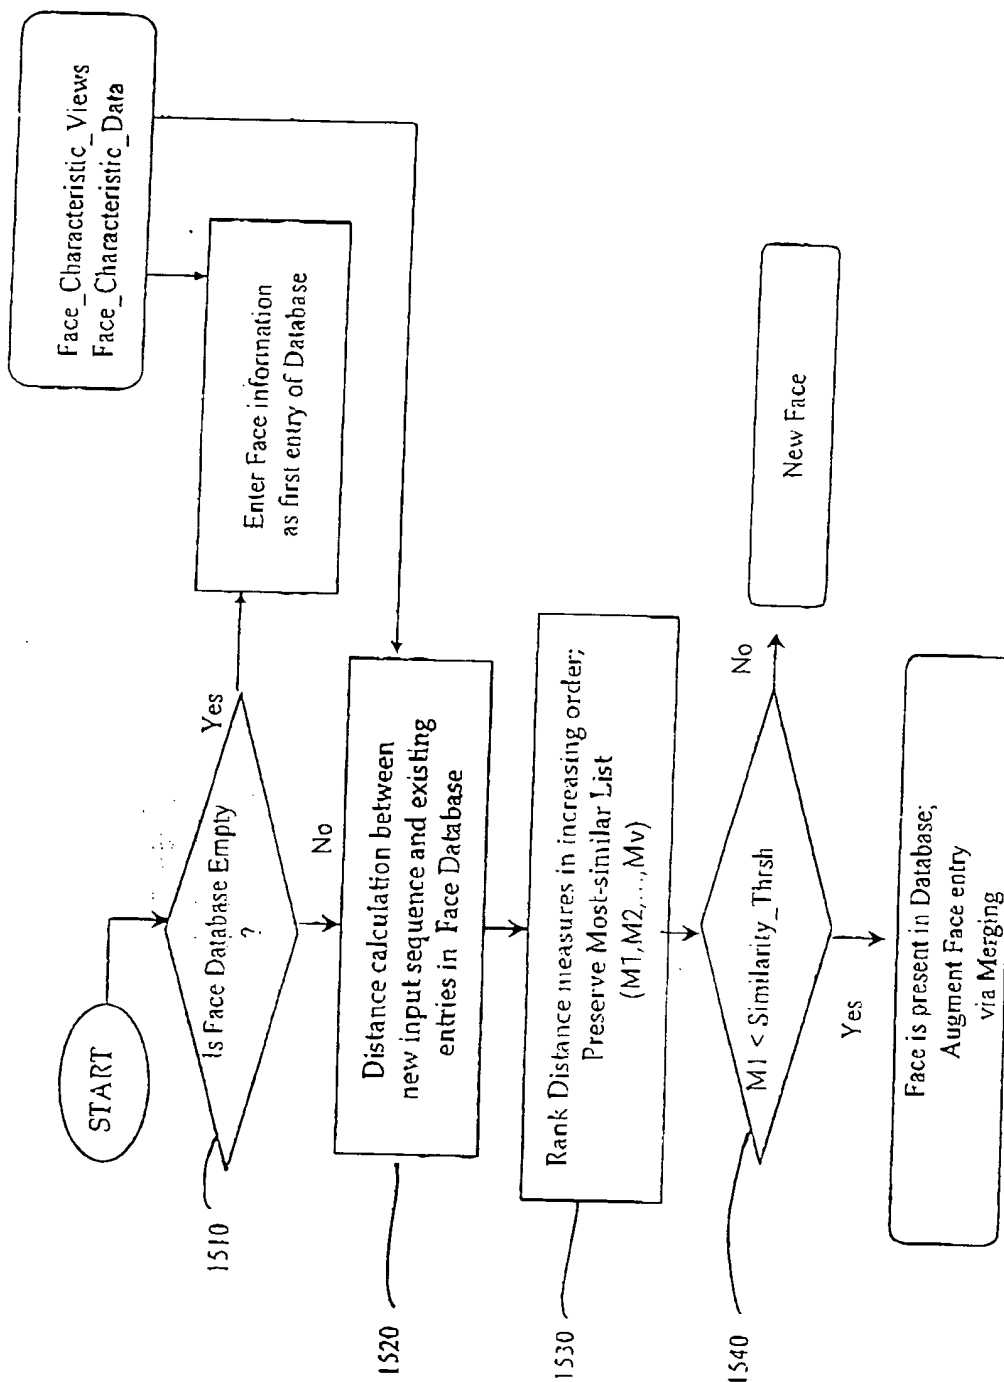 START
Face_Characteristic_Views
Face_Characteristic_Data
Is Face Database Empty
?
1510
Yes
Enter Face information
as first entry of Database
No
Distance calculation between
new input sequence and existing
entries in Face Database
1520
Rank Distance measures in increasing order;
Preserve Most-similar List
(M1,M2,...,Mv)
1530
M1 < Similarity_Thrsh
1540
No
New Face
Yes
Face is present in Database;
Augment Face entry
via Merging